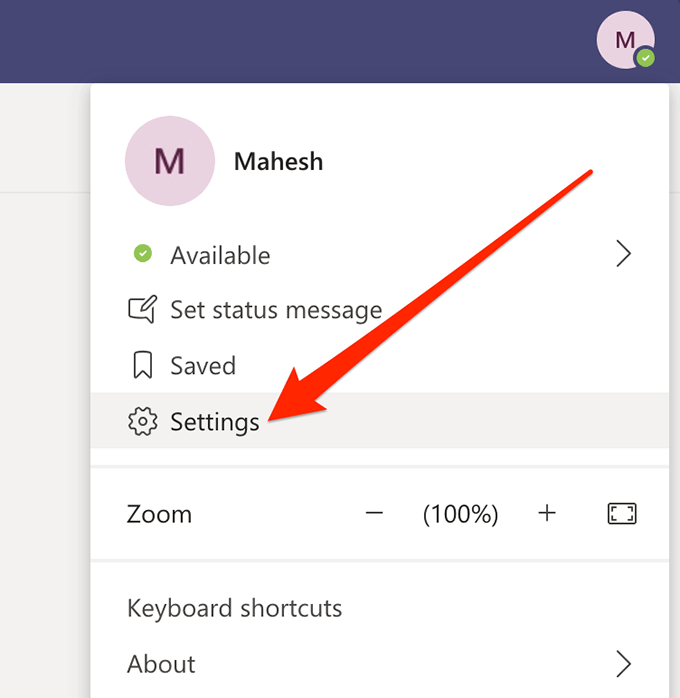 M
M
Mahesh
Available
Set status message
Saved
Settings
Zoom
(100%)
Keyboard shortcuts
About